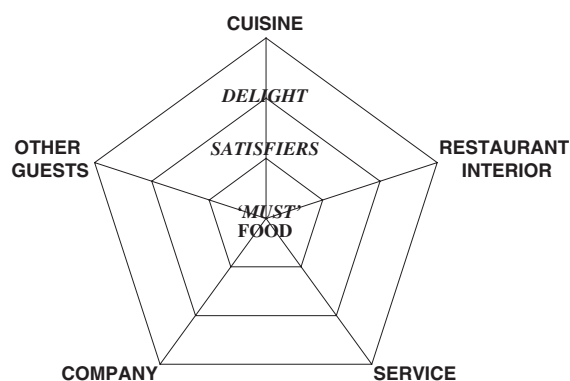 CUISINE
DELIGHT
SATISFIERS
OTHER
GUESTS
RESTAURANT
INTERIOR
‘MUST’
FOOD
COMPANY
SERVICE